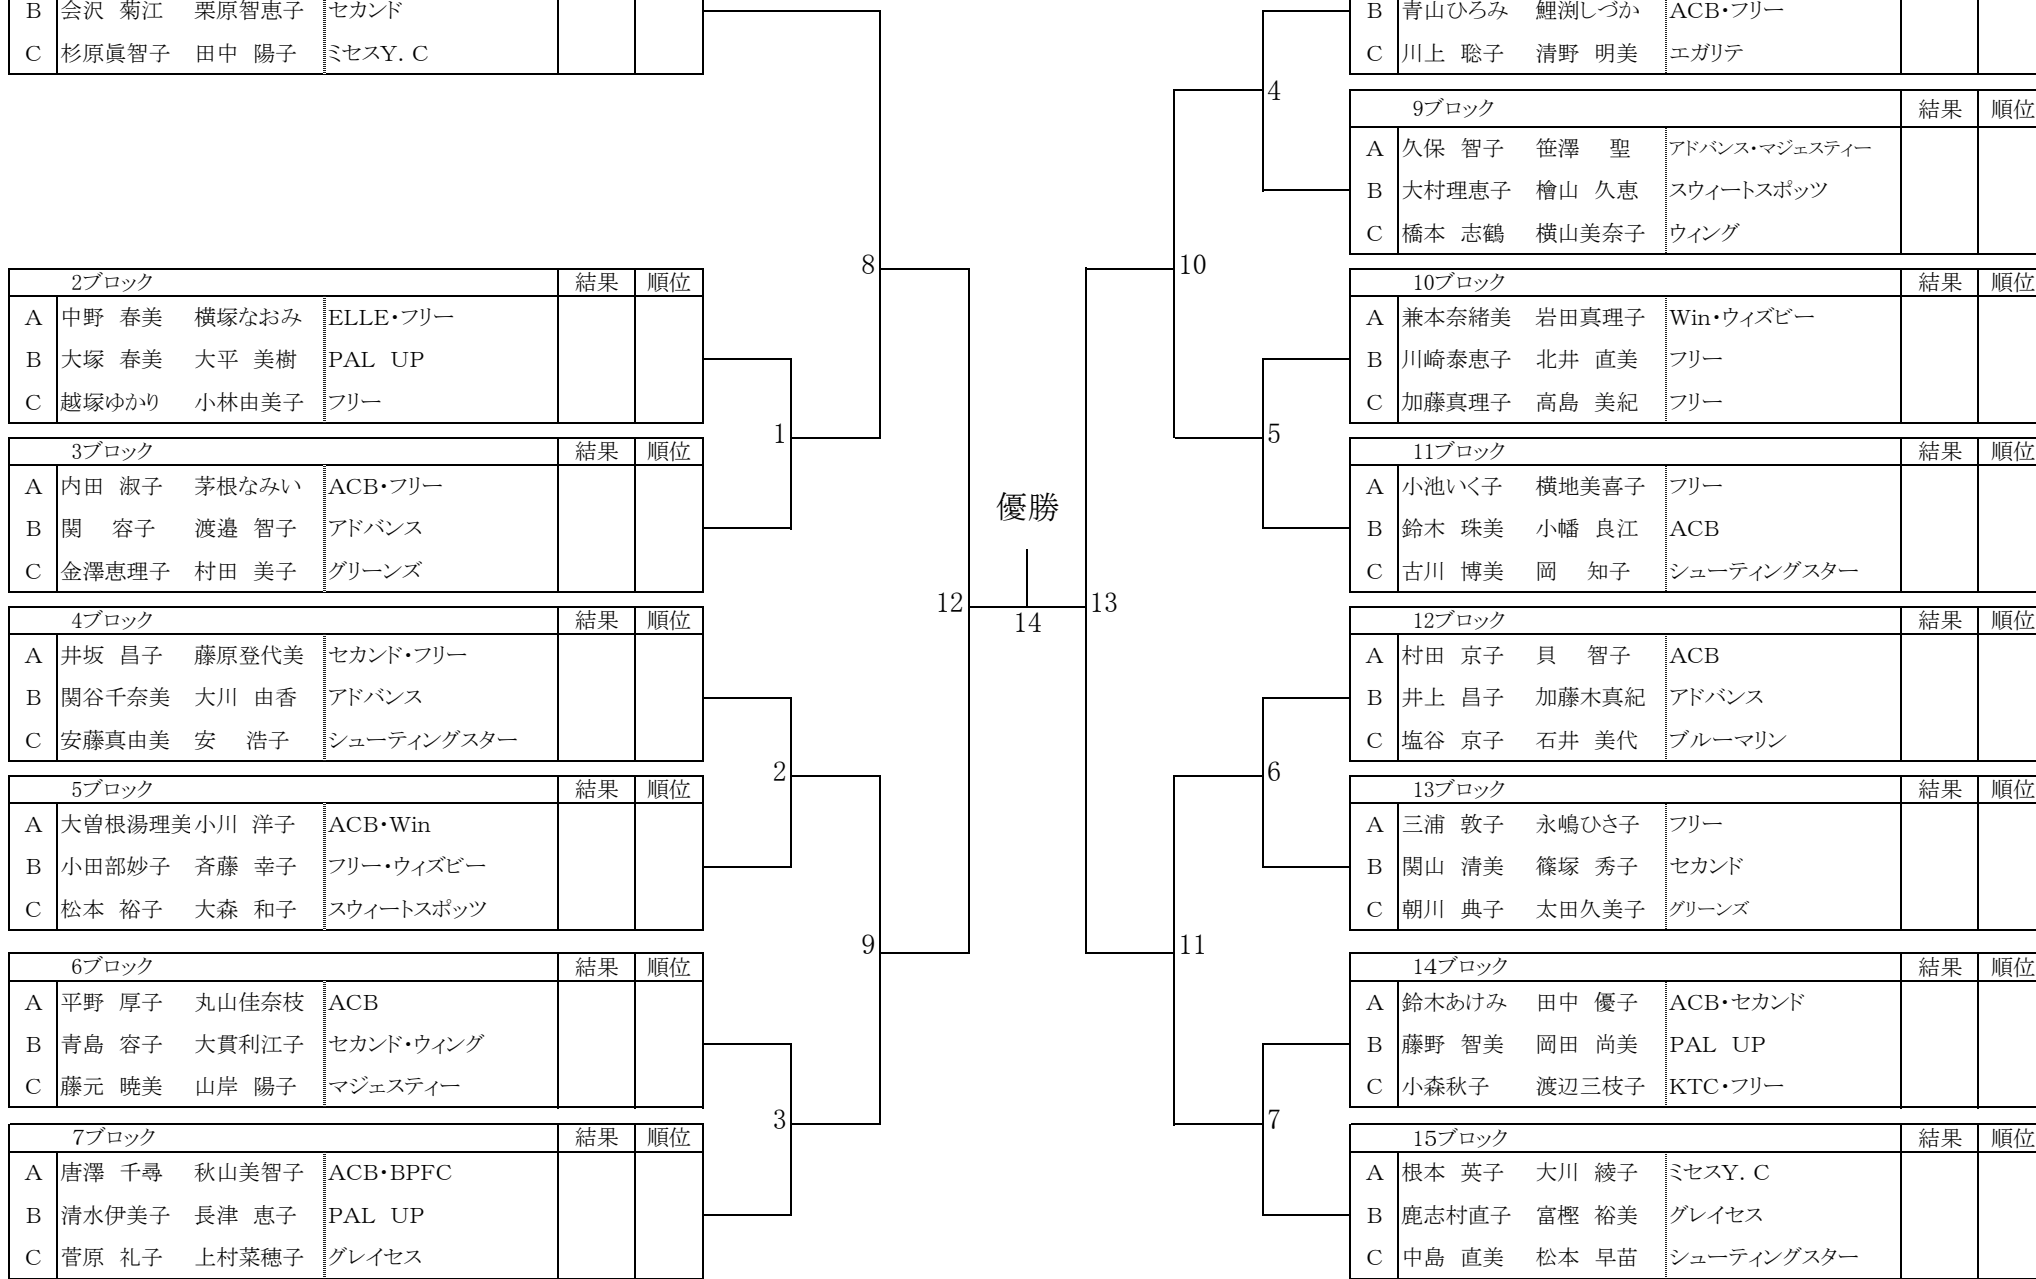 B 会沢 菊江 栗原智恵子 セカンド
C 杉原眞智子 田中 陽子 ミセスY．C
2ブロック 結果 順位
A 中野 春美 横塚なおみ ELLE・フリー
B 大塚 春美 大平 美樹 PAL UP
C 越塚ゆかり 小林由美子 フリー
3ブロック 結果 順位
A 内田 淑子 茅根なみい ACB・フリー
B 関 容子 渡邉 智子 アドバンス
C 金澤恵理子 村田 美子 グリーンズ
4ブロック 結果 順位
A 井坂 昌子 藤原登代美 セカンド・フリー
B 関谷千奈美 大川 由香 アドバンス
C 安藤真由美 安 浩子 シューティングスター
5ブロック 結果 順位
A 大曽根湯理美 小川 洋子 ACB・Win
B 小田部妙子 斉藤 幸子 フリー・ウィズビー
C 松本 裕子 大森 和子 スウィートスポッツ
6ブロック 結果 順位
A 平野 厚子 丸山佳奈枝 ACB
B 青島 容子 大貫利江子 セカンド・ウィング
C 藤元 暁美 山岸 陽子 マジェスティー
7ブロック 結果 順位
A 唐澤 千尋 秋山美智子 ACB・BPFC
B 清水伊美子 長津 恵子 PAL UP
C 菅原 礼子 上村菜穂子 グレイセス
8
1
2
9
3
12
優勝
14
13
10
4
5
6
11
7
B 青山ひろみ 鯉渕しづか ACB・フリー
C 川上 聡子 清野 明美 エガリテ
9ブロック 結果 順位
A 久保 智子 笹澤 聖 アドバンス・マジェスティー
B 大村理恵子 檜山 久恵 スウィートスポッツ
C 橋本 志鶴 横山美奈子 ウィング
10ブロック 結果 順位
A 兼本奈緒美 岩田真理子 Win・ウィズビー
B 川崎泰恵子 北井 直美 フリー
C 加藤真理子 高島 美紀 フリー
11ブロック 結果 順位
A 小池いく子 横地美喜子 フリー
B 鈴木 珠美 小幡 良江 ACB
C 古川 博美 岡 知子 シューティングスター
12ブロック 結果 順位
A 村田 京子 貝 智子 ACB
B 井上 昌子 加藤木真紀 アドバンス
C 塩谷 京子 石井 美代 ブルーマリン
13ブロック 結果 順位
A 三浦 敦子 永嶋ひさ子 フリー
B 関山 清美 篠塚 秀子 セカンド
C 朝川 典子 太田久美子 グリーンズ
14ブロック 結果 順位
A 鈴木あけみ 田中 優子 ACB・セカンド
B 藤野 智美 岡田 尚美 PAL UP
C 小森秋子 渡辺三枝子 KTC・フリー
15ブロック 結果 順位
A 根本 英子 大川 綾子 ミセスY．C
B 鹿志村直子 富樫 裕美 グレイセス
C 中島 直美 松本 早苗 シューティングスター